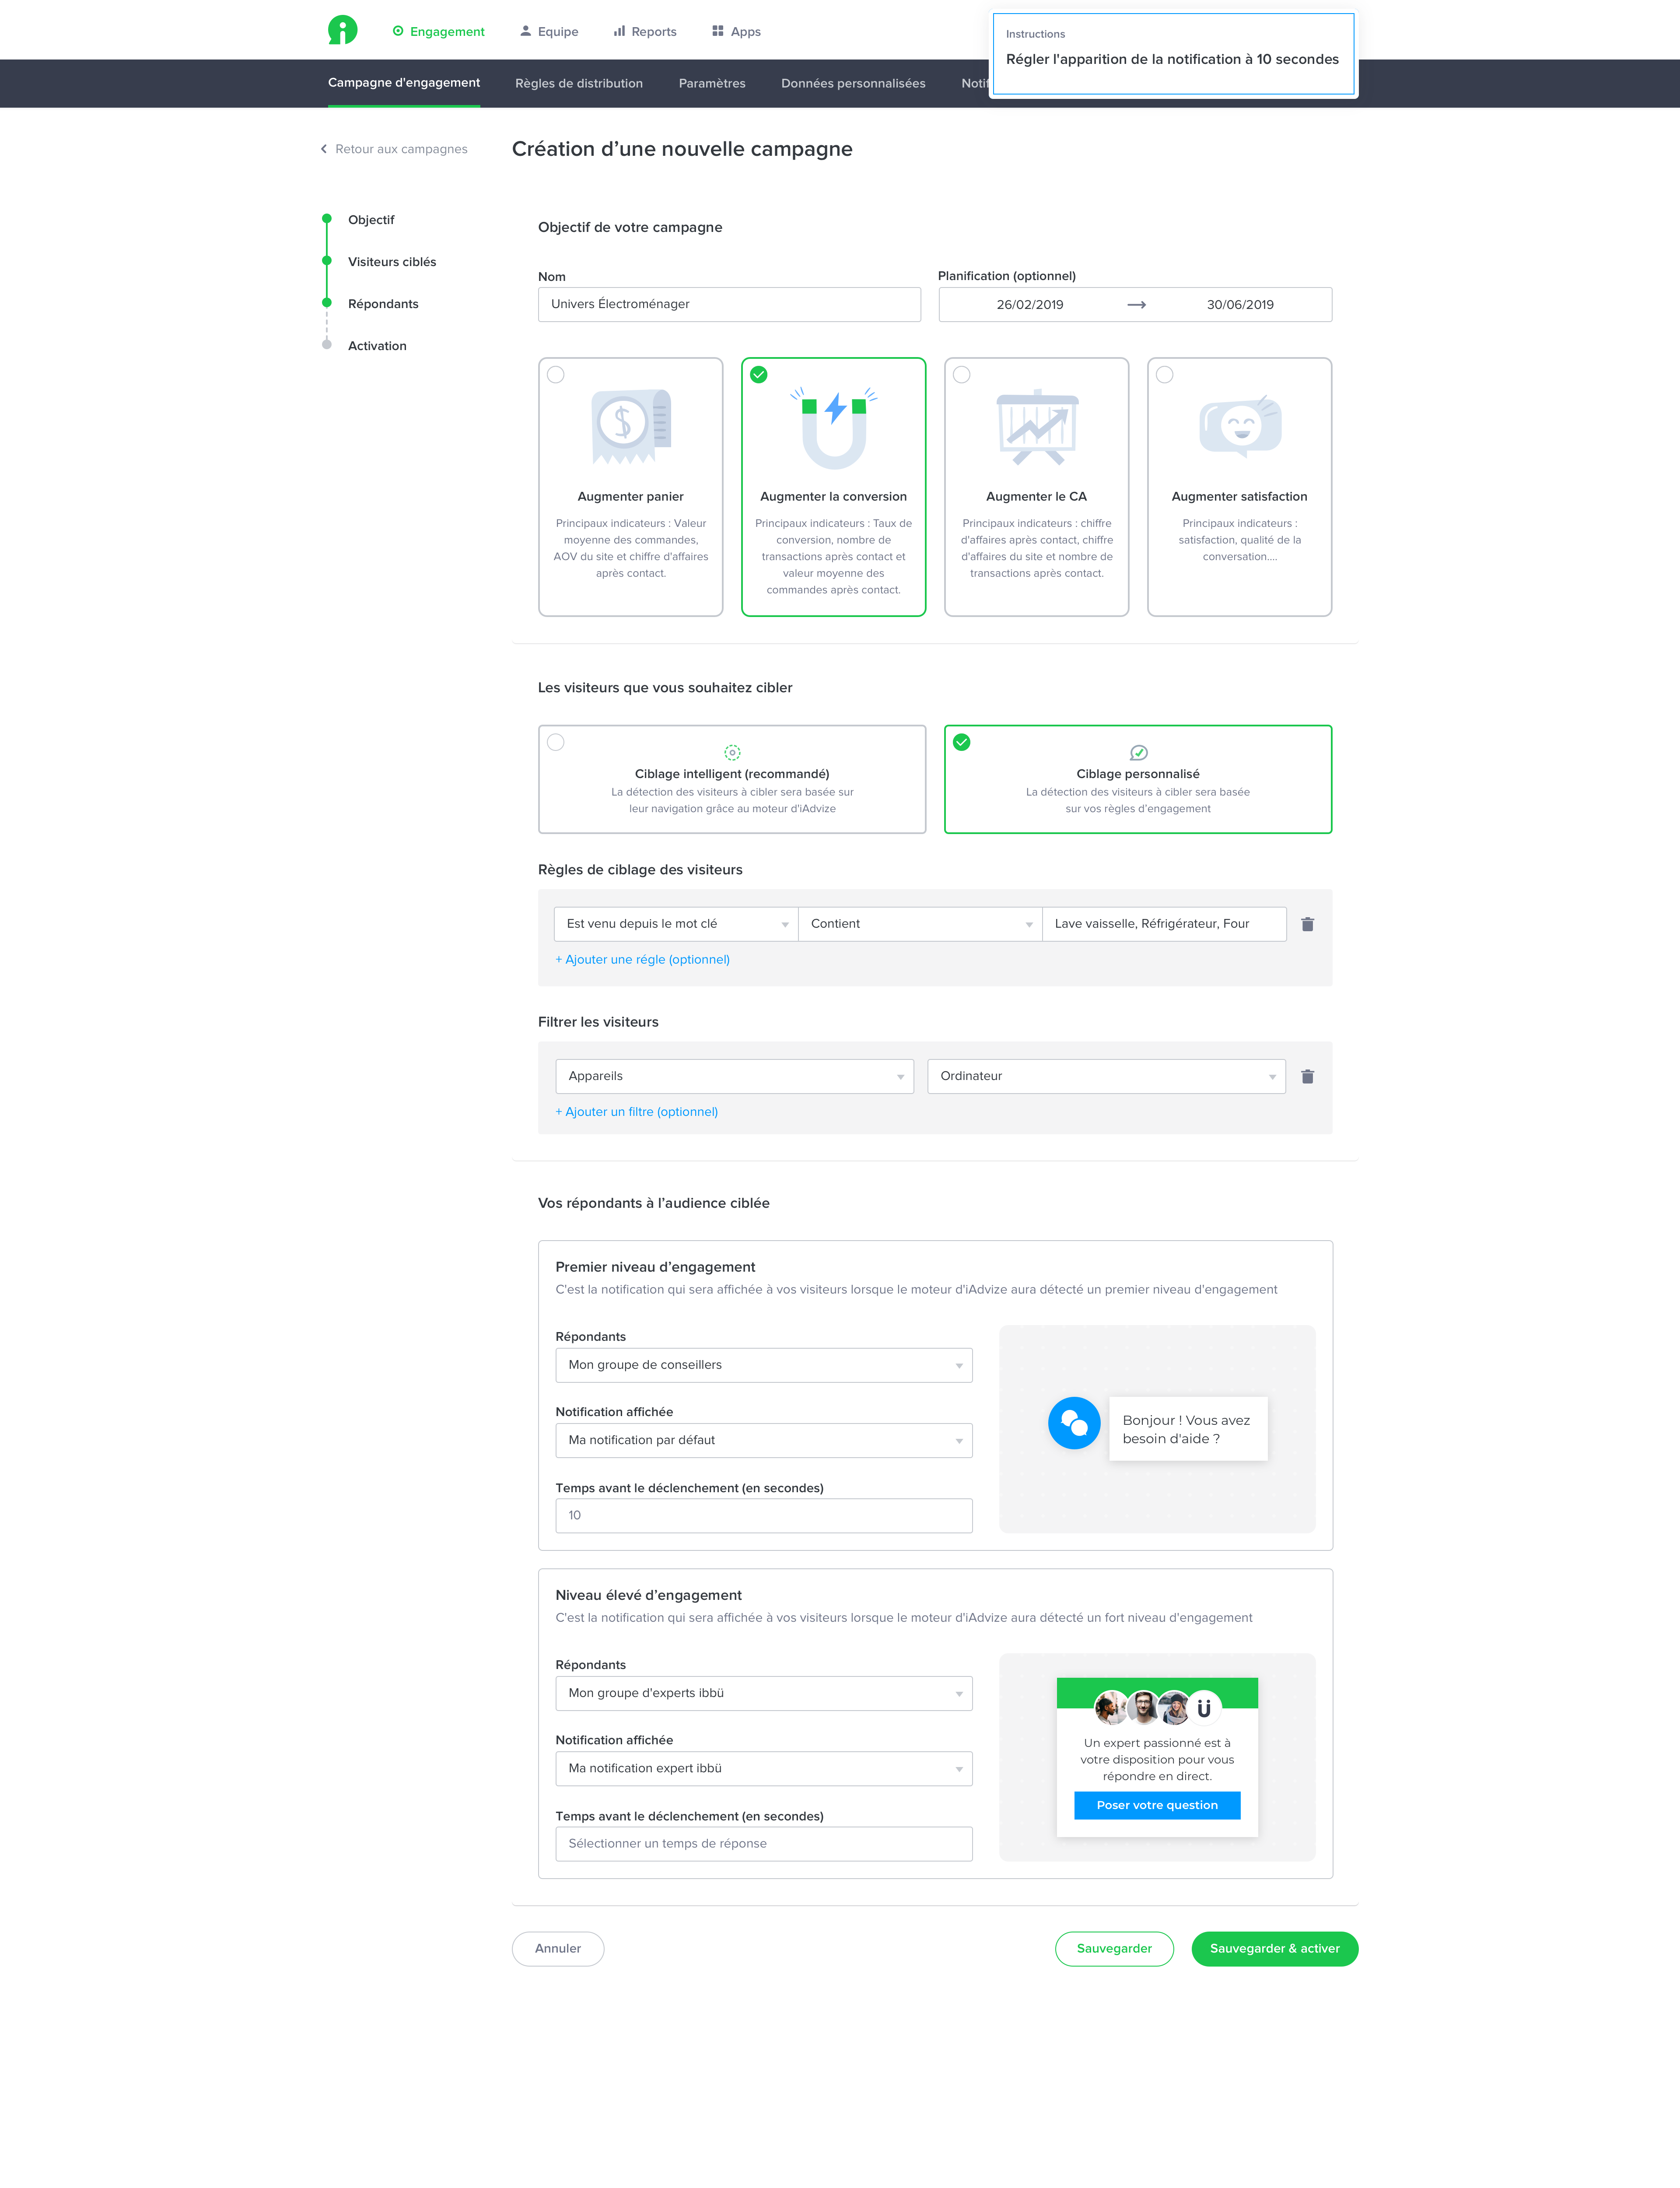 Engagement
Equipe
Reports
Apps
Instructions
Régler l'apparition de la notification à 10 secondes
Campagne d'engagement
Règles de distribution
Paramètres
Données personnalisées
Notif
Retour aux campagnes
Création d’une nouvelle campagne
Objectif
Visiteurs ciblés
Répondants
Activation
Objectif de votre campagne
Nom
Univers Électroménager
Planification (optionnel)
26/02/2019
30/06/2019
Augmenter panier
Principaux indicateurs : Valeur
moyenne des commandes,
AOV du site et chiffre d'affaires
après contact.
Augmenter la conversion
Principaux indicateurs : Taux de
conversion, nombre de
transactions après contact et
valeur moyenne des
commandes après contact.
Augmenter le CA
Principaux indicateurs : chiffre
d'affaires après contact, chiffre
d'affaires du site et nombre de
transactions après contact.
Augmenter satisfaction
Principaux indicateurs :
satisfaction, qualité de la
conversation....
Les visiteurs que vous souhaitez cibler
Ciblage intelligent (recommandé)
La détection des visiteurs à cibler sera basée sur
leur navigation grâce au moteur d'iAdvize
Ciblage personnalisé
La détection des visiteurs à cibler sera basée
sur vos règles d’engagement
Règles de ciblage des visiteurs
Est venu depuis le mot clé
Contient
Lave vaisselle, Réfrigérateur, Four
+ Ajouter une régle (optionnel)
Filtrer les visiteurs
Appareils
Ordinateur
+ Ajouter un filtre (optionnel)
Vos répondants à l’audience ciblée
Premier niveau d’engagement
C'est la notification qui sera affichée à vos visiteurs lorsque le moteur d'iAdvize aura détecté un premier niveau d'engagement
Répondants
Mon groupe de conseillers
Notification affichée
Ma notification par défaut
Temps avant le déclenchement (en secondes)
10
Bonjour ! Vous avez
besoin d'aide ?
Niveau élevé d’engagement
C'est la notification qui sera affichée à vos visiteurs lorsque le moteur d'iAdvize aura détecté un fort niveau d'engagement
Répondants
Mon groupe d'experts ibbü
Notification affichée
Ma notification expert ibbü
Temps avant le déclenchement (en secondes)
Sélectionner un temps de réponse
ü
Un expert passionné est à
votre disposition pour vous
répondre en direct.
Poser votre question
Annuler
Sauvegarder
Sauvegarder & activer